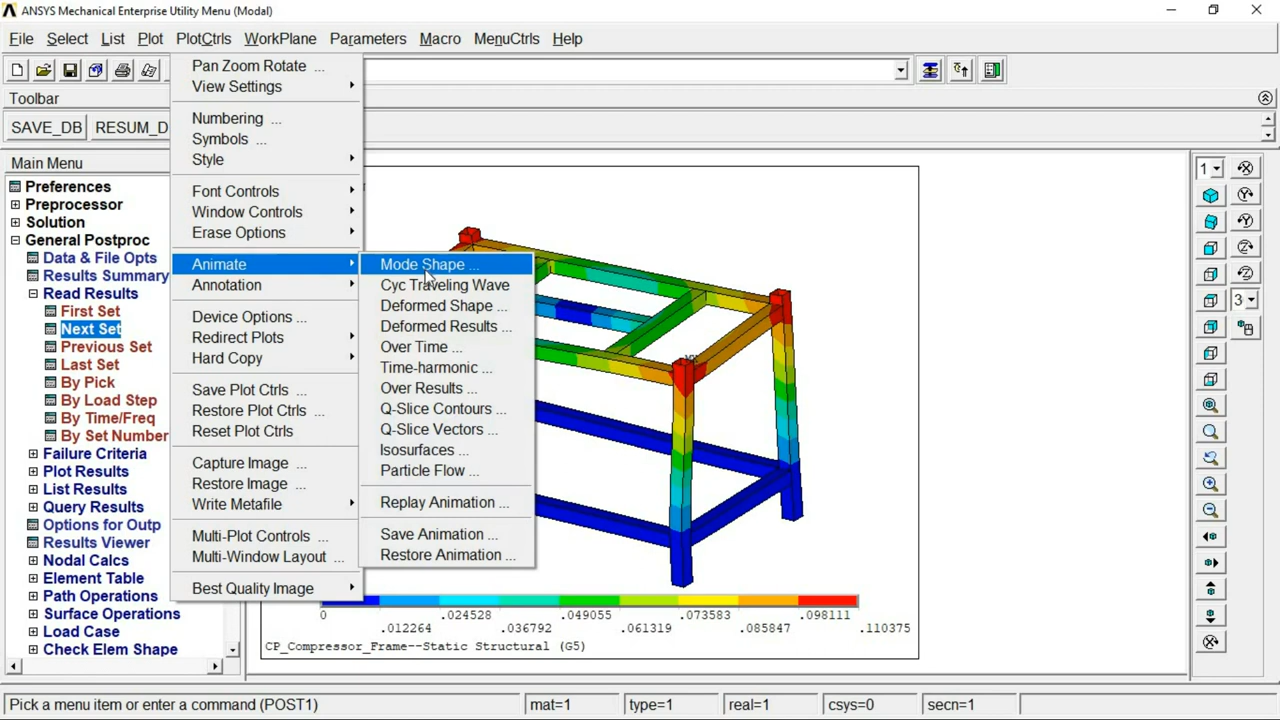 ANSYS Mechanical Enterprise Utility Menu (Modal)
File Select List Plot PlotCtrls WorkPlane Parameters Macro MenuCtrls Help
Toolbar
SAVE_DB RESUM_D
Main Menu
Preferences
Preprocessor
Solution
General Postproc
Data & File Opts
Results Summary
Read Results
First Set
Next Set
Previous Set
Last Set
By Pick
By Load Step
By Time/Freq
By Set Number
Failure Criteria
Plot Results
List Results
Query Results
Options for Outp
Results Viewer
Nodal Calcs
Element Table
Path Operations
Surface Operations
Load Case
Check Elem Shape
Pan Zoom Rotate ...
View Settings
Numbering ...
Symbols ...
Style
Font Controls
Window Controls
Erase Options
Animate
Annotation
Device Options ...
Redirect Plots
Hard Copy
Save Plot Ctrls ...
Restore Plot Ctrls ...
Reset Plot Ctrls
Capture Image ...
Restore Image ...
Write Metafile
Multi-Plot Controls ...
Multi-Window Layout ...
Best Quality Image
Mode Shape ...
Cyc Traveling Wave
Deformed Shape ...
Deformed Results ...
Over Time ...
Time-harmonic ...
Over Results ...
Q-Slice Contours ...
Q-Slice Vectors ...
Isosurfaces ...
Particle Flow ...
Replay Animation ...
Save Animation ...
Restore Animation ...
0 .024528 .049055 .073583 .098111
.012264 .036792 .061319 .085847 .110375
CP_Compressor_Frame--Static Structural (G5)
1
3
Pick a menu item or enter a command (POST1) mat=1 type=1 real=1 csys=0 secn=1